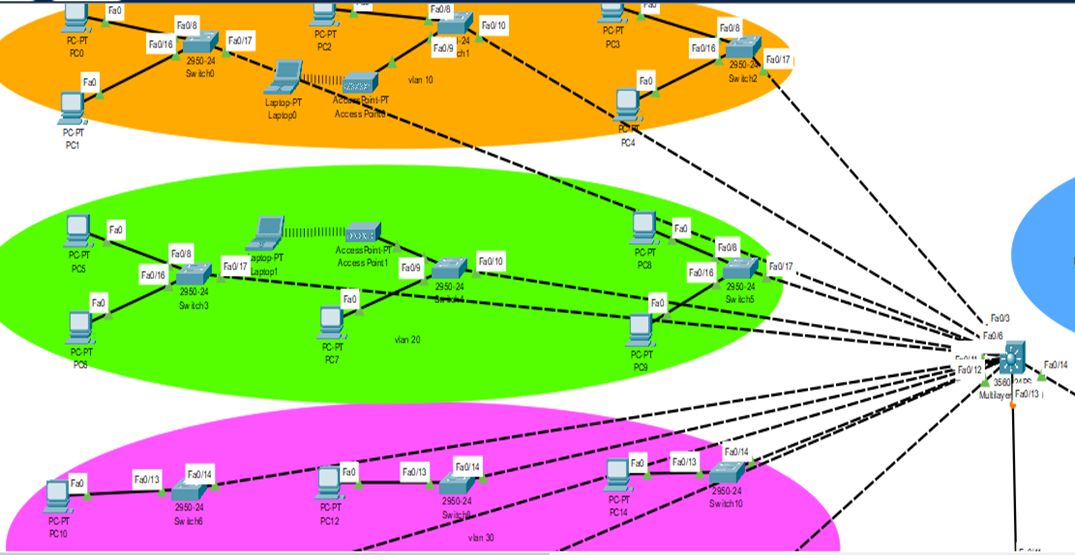 Fa0
PC-PT
PC0
Fa0/8
Fa0/16
Fa0/17
2950-24
Switch0
Fa0
PC-PT
PC1
PC-PT
PC2
Fa0/8
Fa0/10
Fa0/9
vlan 10
Laptop-PT
Laptop0
PC-PT
PC3
Fa0
Fa0/8
Fa0/16
Fa0/17
2950-24
Switch2
Fa0
PC-PT
PC4
Fa0
PC-PT
PC5
Fa0/8
Fa0/16
Fa0/17
2950-24
Switch3
Fa0
PC-PT
Laptop1
AccessPoint-PT
Access Point1
Fa0/9
Fa0/10
2950-24
Fa0
PC-PT
PC7
vlan 20
Fa0
PC-PT
PC8
Fa0/8
Fa0/16
Fa0/17
2950-24
Switch5
Fa0
PC-PT
PC9
Fa0/3
Fa0/6
Fa0/12
Fa0/14
Fa0/13
Fa0
PC-PT
PC10
Fa0/13
Fa0/14
2950-24
Switch6
Fa0
PC-PT
PC12
Fa0/13
Fa0/14
2950-24
Fa0
PC-PT
PC14
Fa0/13
Fa0/14
2950-24
Switch10
vlan 30